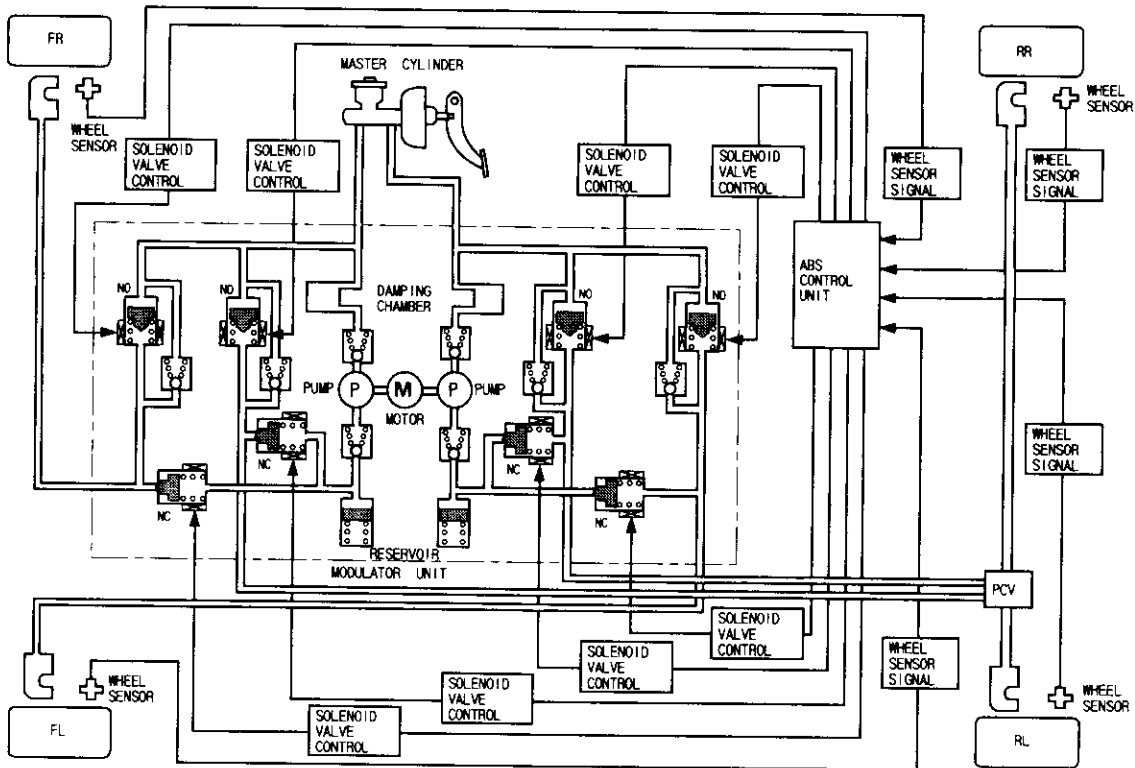 FR
WHEEL
SENSOR
MASTER CYLINDER
RR
WHEEL
SENSOR
SOLENOID
VALVE
CONTROL
SOLENOID
VALVE
CONTROL
SOLENOID
VALVE
CONTROL
SOLENOID
VALVE
CONTROL
WHEEL
SENSOR
SIGNAL
WHEEL
SENSOR
SIGNAL
ABS
CONTROL
UNIT
NO
DAMPING
CHAMBER
NO
NO
PUMP
P
M
P
PUMP
MOTOR
NC
NC
NC
NC
RESERVOIR
MODULATOR UNIT
WHEEL
SENSOR
SIGNAL
PCV
SOLENOID
VALVE
CONTROL
SOLENOID
VALVE
CONTROL
SOLENOID
VALVE
CONTROL
SOLENOID
VALVE
CONTROL
WHEEL
SENSOR
SIGNAL
WHEEL
SENSOR
FL
WHEEL
SENSOR
RL